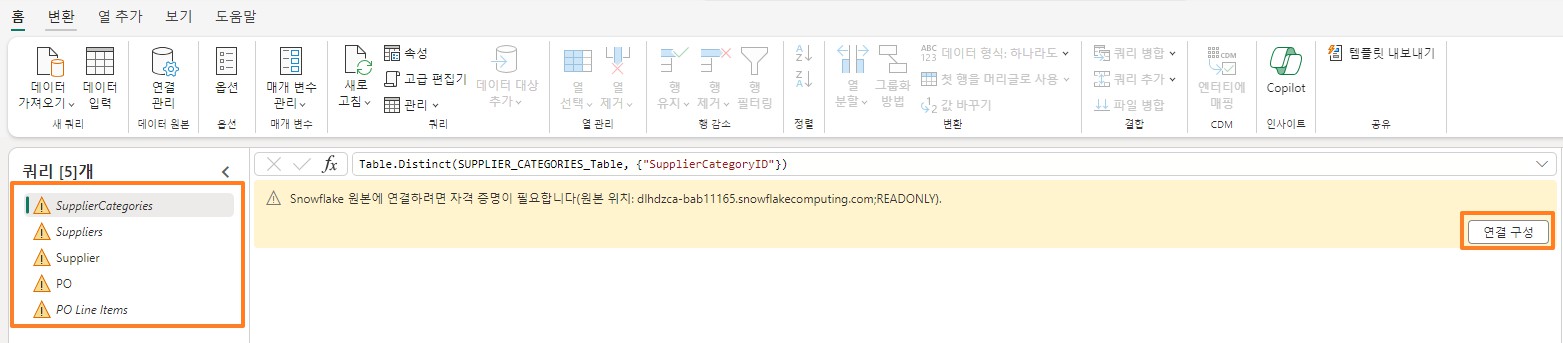 홈 변환 열 추가 보기 도움말
데이터 가져오기
데이터 입력
새 쿼리
연결 관리
데이터 원본
옵션
옵션
매개 변수 관리
매개 변수
새로 고침
속성
고급 편집기
관리
쿼리
데이터 대상 추가
열 선택
열 제거
열 관리
행 유지
행 제거
행 필터링
행 감소
A
Z
Z
A
정렬
열 분할
그룹화 방법
ABC
123
데이터 형식: 하나라도
첫 행을 머리글로 사용
1
2
값 바꾸기
변환
쿼리 병합
쿼리 추가
파일 병합
결합
CDM
엔터티에 매핑
CDM
Copilot
인사이트
템플릿 내보내기
공유
쿼리 [5]개
fx
Table.Distinct(SUPPLIER_CATEGORIES_Table, {"SupplierCategoryID"})
Snowflake 원본에 연결하려면 자격 증명이 필요합니다(원본 위치: dlhdzca-bab11165.snowflakecomputing.com;READONLY).
연결 구성
SupplierCategories
Suppliers
Supplier
PO
PO Line Items